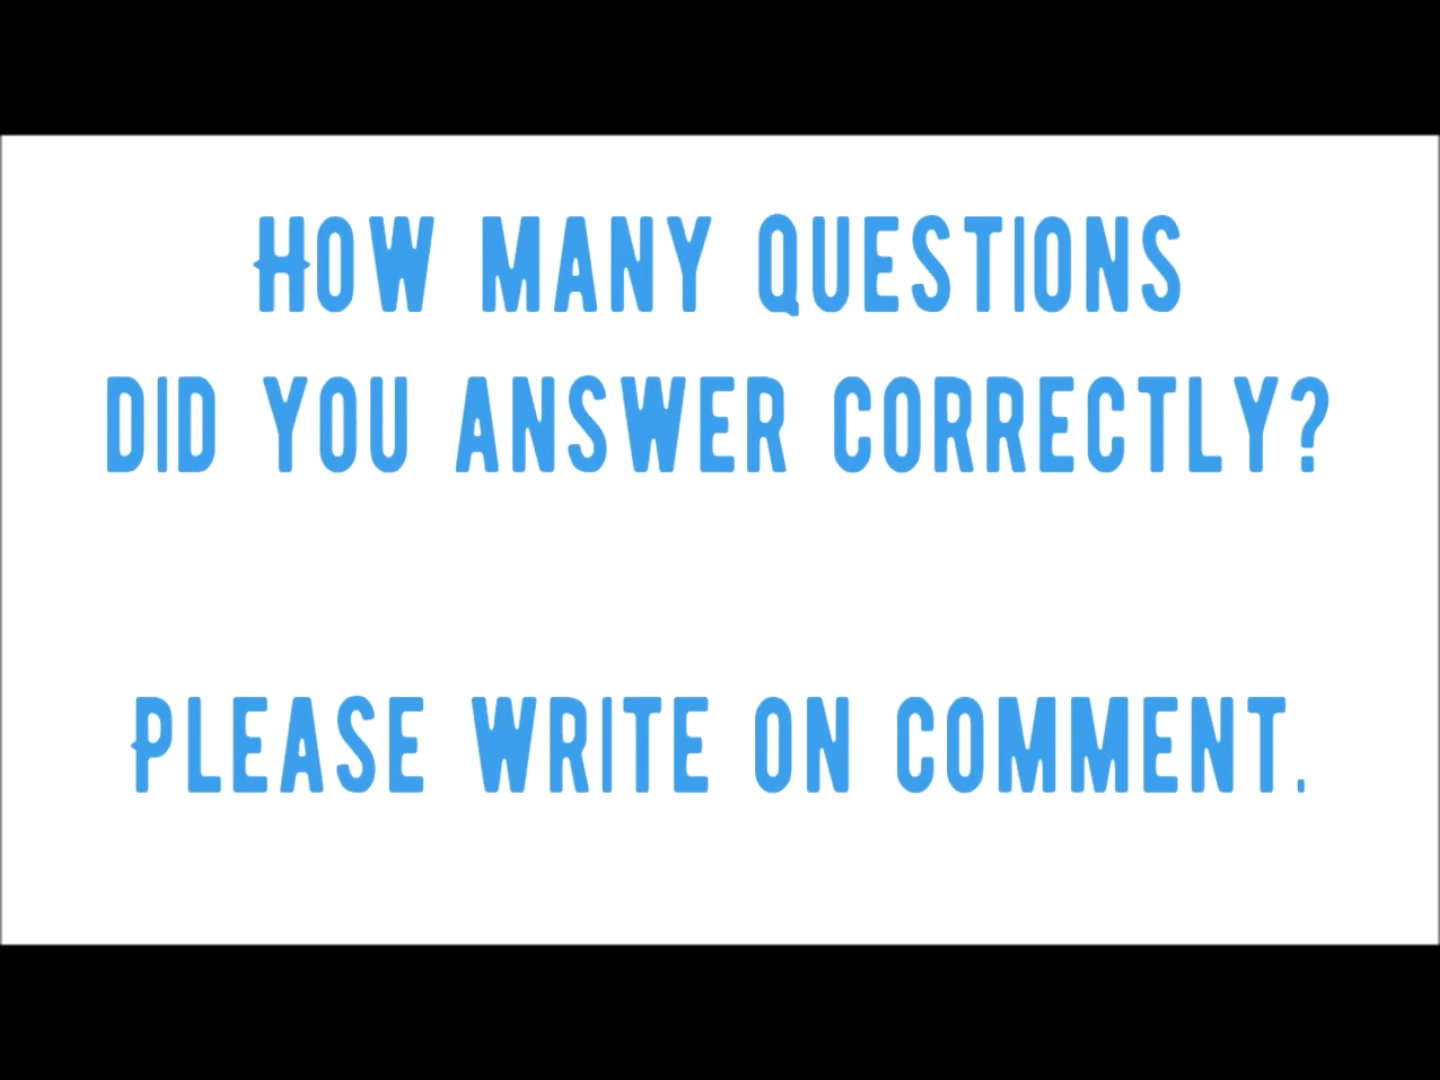 How many questions
did you answer correctly?
Please write on comment.